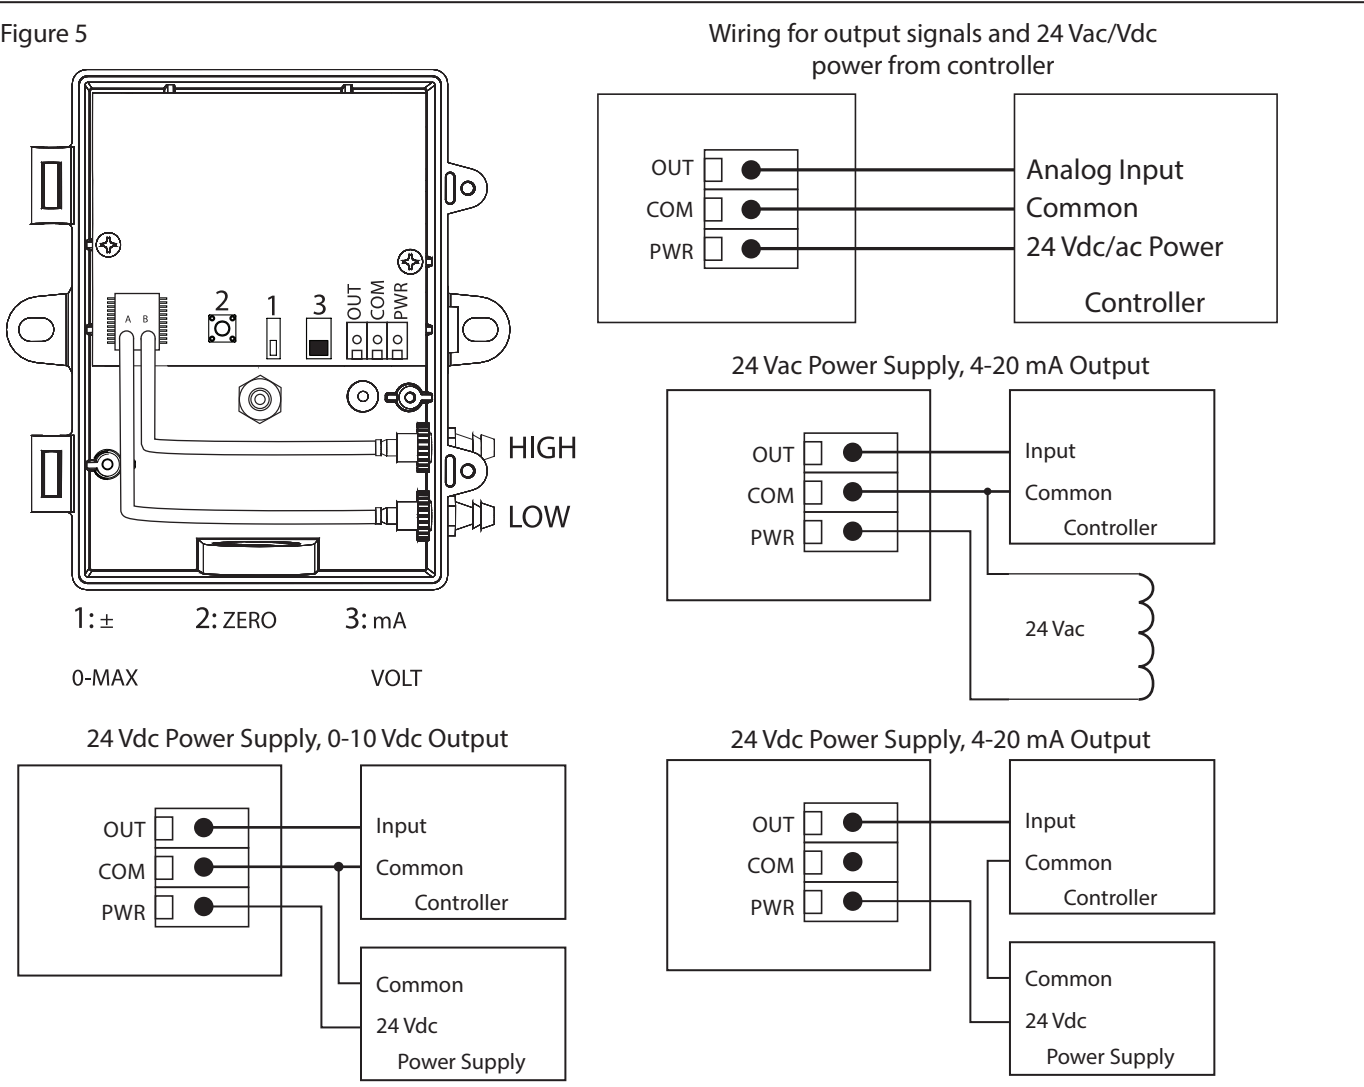 Figure 5
Wiring for output signals and 24 Vac/Vdc
power from controller
OUT
COM
PWR
Analog Input
Common
24 Vdc/ac Power
Controller
A B
2
1
3
OUT
COM
PWR
HIGH
LOW
1: ±
2: ZERO
3: mA
0-MAX
VOLT
24 Vac Power Supply, 4-20 mA Output
OUT
COM
PWR
Input
Common
Controller
24 Vac
24 Vdc Power Supply, 0-10 Vdc Output
OUT
COM
PWR
Input
Common
Controller
Common
24 Vdc
Power Supply
24 Vdc Power Supply, 4-20 mA Output
OUT
COM
PWR
Input
Common
Controller
Common
24 Vdc
Power Supply